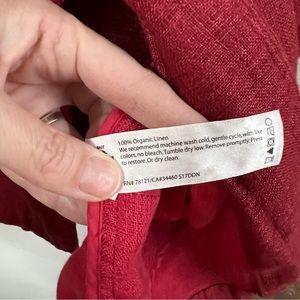 100% Organic Linen
We recommend machine wash cold, gentle cycle, with like
colors, no bleach. Tumble dry low. Remove promptly. Press
to restore. Or dry clean.
RN# 78121/CA#34460 S17DDN